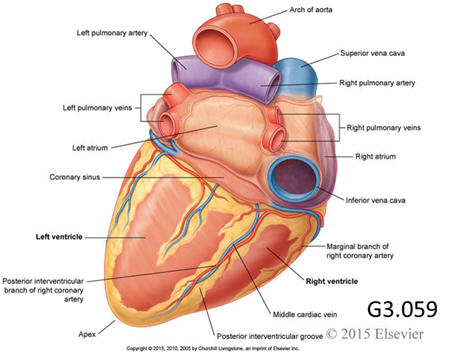 Arch of aorta
Left pulmonary artery
Superior vena cava
Right pulmonary artery
Left pulmonary veins
Right pulmonary veins
Left atrium
Right atrium
Coronary sinus
Inferior vena cava
Left ventricle
Marginal branch of
right coronary artery
Posterior interventricular
branch of right coronary
artery
Right ventricle
Middle cardiac vein
G3.059
Apex
Posterior interventricular groove
© 2015 Elsevier
Copyright © 2015, 2010, 2005 by Churchill Livingstone, an imprint of Elsevier Inc.